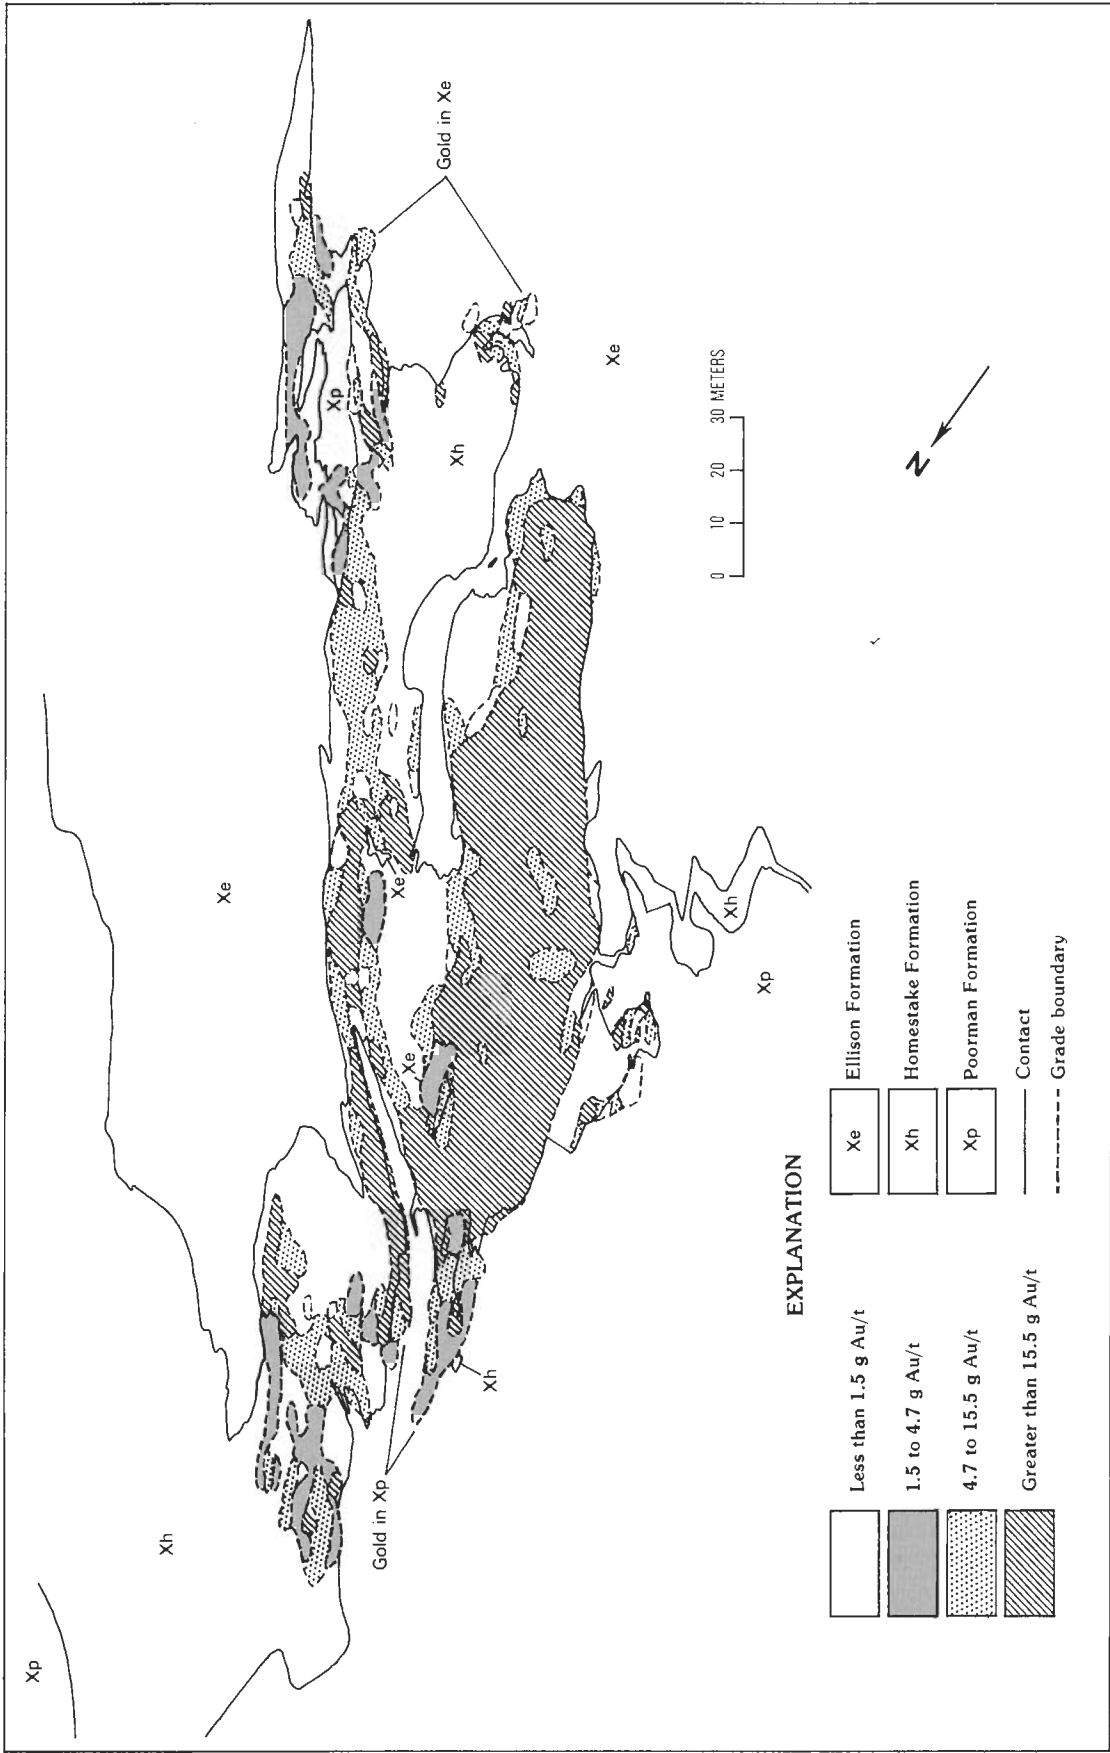 Xp
Xh
Xe
Gold in Xp
Xh
Xe
Xe
Xp
Xh
Gold in Xe
Xe
Xh
Xp
N
0 10 20 30 METERS
EXPLANATION
Less than 1.5 g Au/t
1.5 to 4.7 g Au/t
4.7 to 15.5 g Au/t
Greater than 15.5 g Au/t
Xe Ellison Formation
Xh Homestake Formation
Xp Poorman Formation
Contact
Grade boundary